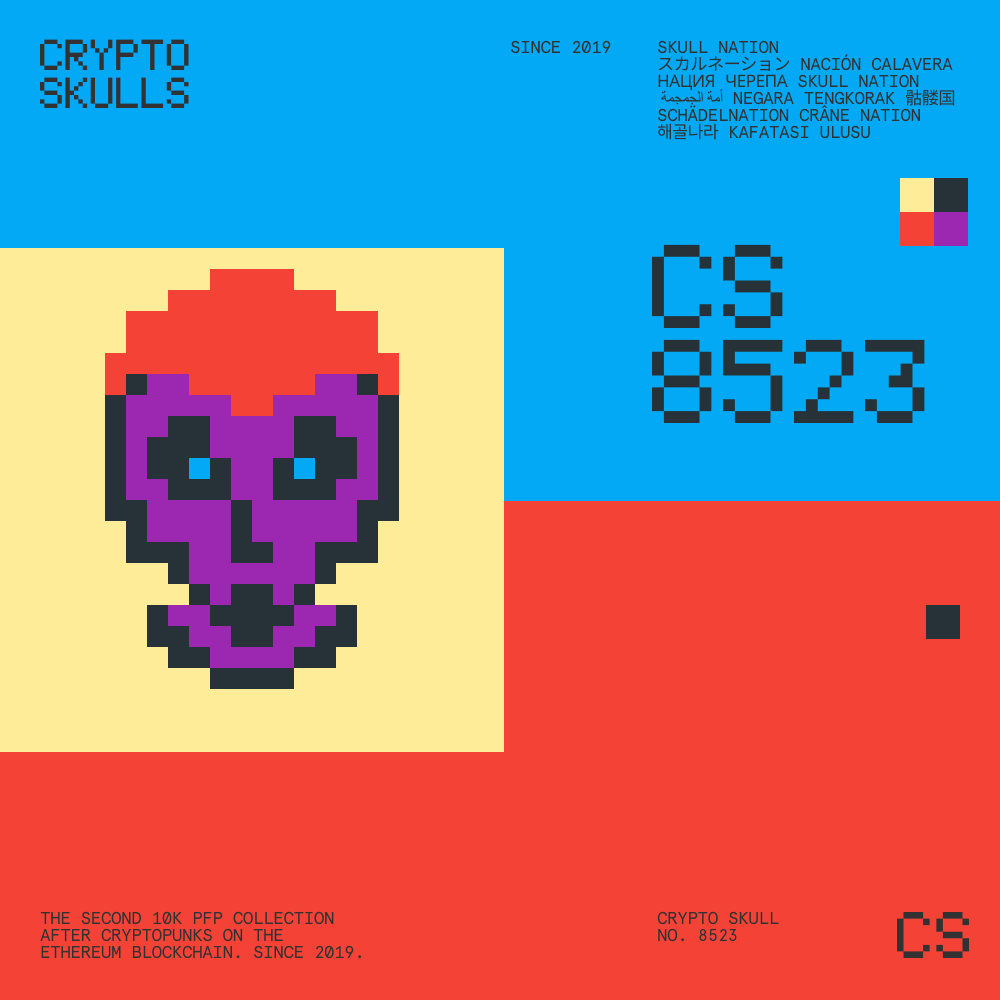 CRYPTO
SKULLS
SINCE 2019
SKULL NATION
スカルネーション NACIÓN CALAVERA
НАЦИЯ ЧЕРЕПА SKULL NATION
أمة الجمجمة NEGARA TENGKORAK 骷髅国
SCHÄDELNATION CRÂNE NATION
해골나라 KAFATASI ULUSU
CS
8523
THE SECOND 10K PFP COLLECTION
AFTER CRYPTOPUNKS ON THE
ETHEREUM BLOCKCHAIN. SINCE 2019.
CRYPTO SKULL
NO. 8523
CS